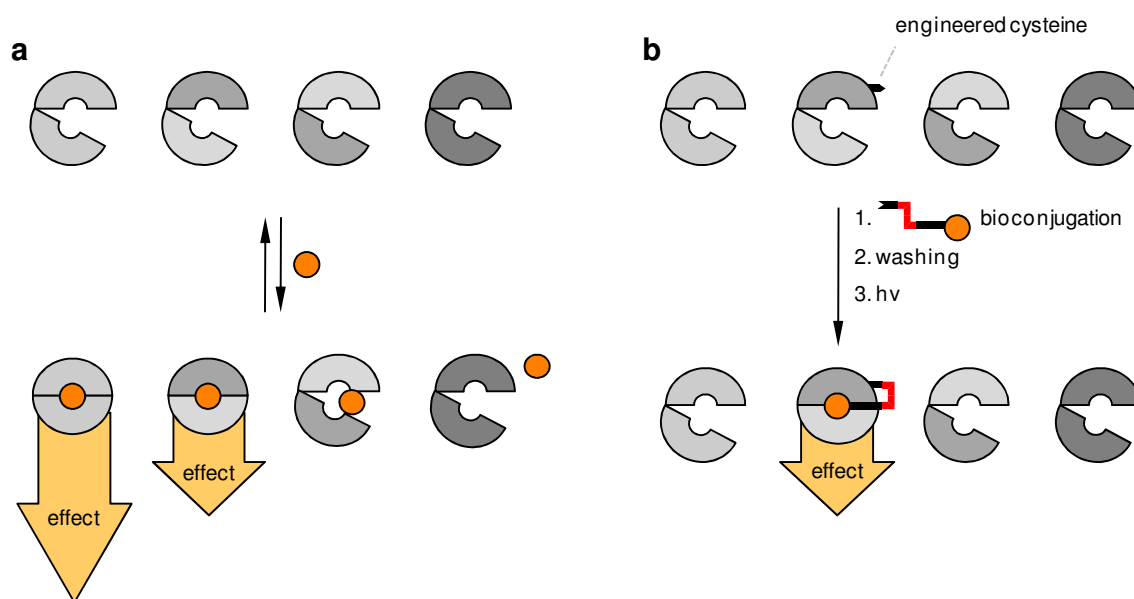 a
effect
effect
b
engineered cysteine
1.
bioconjugation
2. washing
3. hv
effect